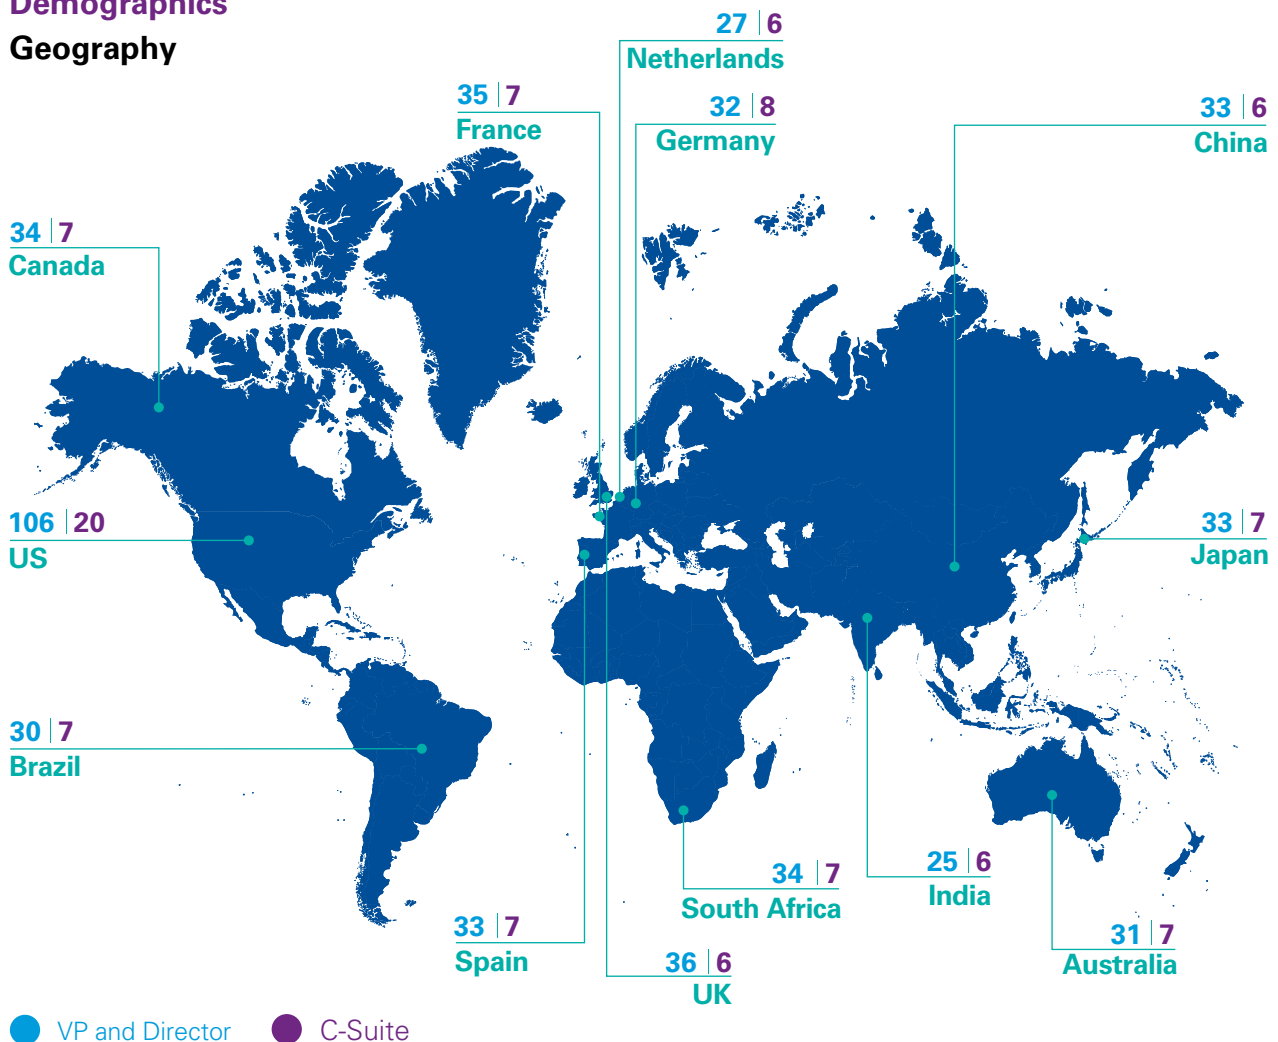 Demographics
Geography
27 | 6
Netherlands
35 | 7
France
32 | 8
Germany
33 | 6
China
34 | 7
Canada
106 | 20
US
33 | 7
Japan
30 | 7
Brazil
25 | 6
India
34 | 7
South Africa
33 | 7
Spain
31 | 7
Australia
36 | 6
UK
VP and Director
C-Suite